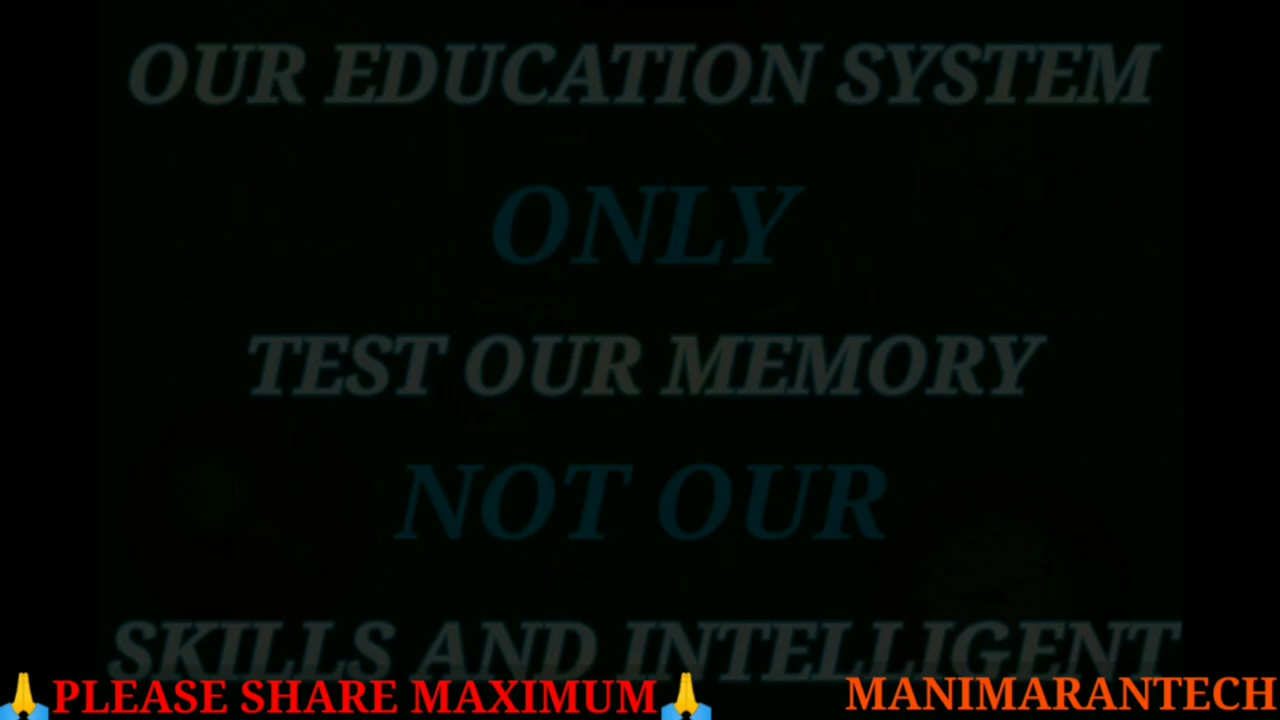 OUR EDUCATION SYSTEM
ONLY
TEST OUR MEMORY
NOT OUR
SKILLS AND INTELLIGENT
🙏PLEASE SHARE MAXIMUM🙏 MANIMARANTECH